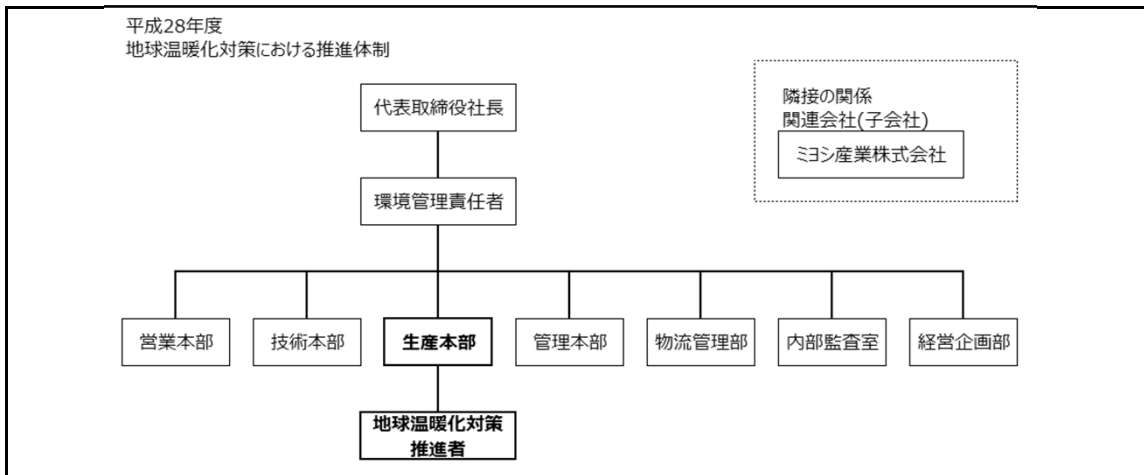 平成28年度
地球温暖化対策における推進体制
代表取締役社長
隣接の関係
関連会社(子会社)
ミヨシ産業株式会社
環境管理責任者
営業本部
技術本部
生産本部
管理本部
物流管理部
内部監査室
経営企画部
地球温暖化対策
推進者